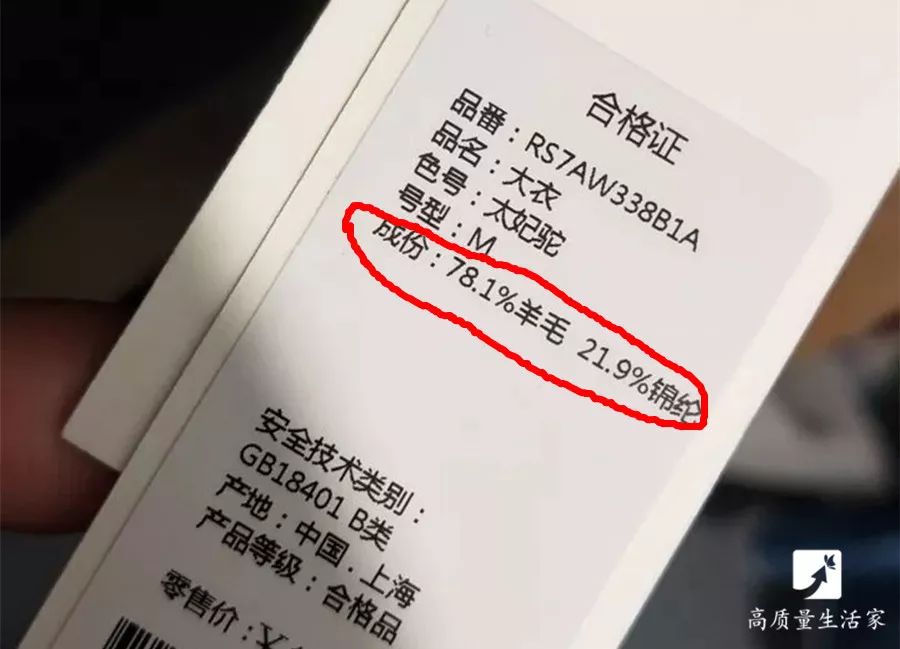 合格证
品番：RS7AW338B1A
品名：大衣
色号：太妃驼
号型：M
成份：78.1%羊毛 21.9%锦纶
安全技术类别：
GB18401 B类
产地：中国．上海
产品等级：合格品
零售价：
高质量生活家